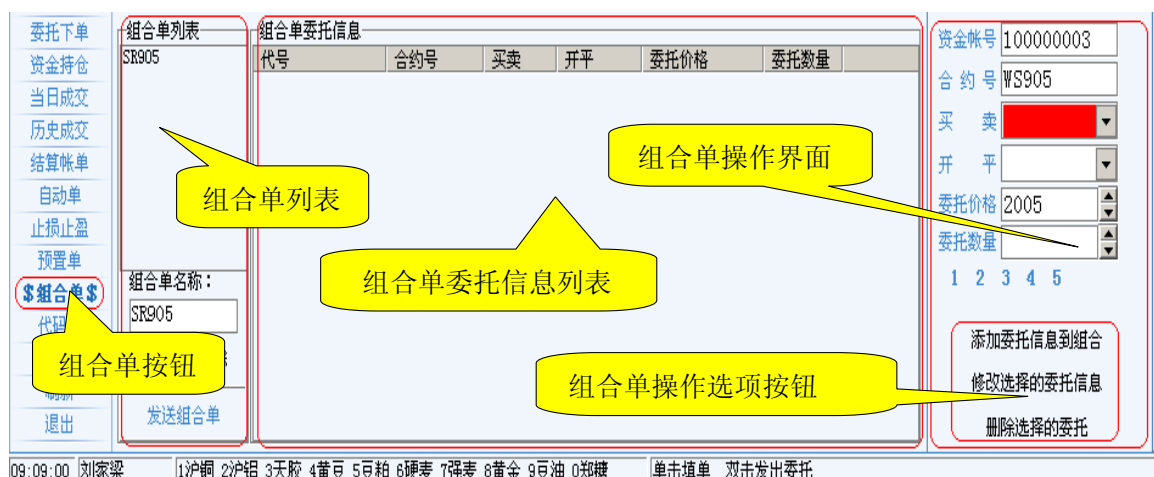 委托下单
资金持仓
当日成交
历史成交
结算帐单
自动单
止损止盈
预置单
$组合单$
代码
刷新
退出
组合单列表
SR905
组合单名称：
SR905
发送组合单
组合单委托信息
代号 合约号 买卖 开平 委托价格 委托数量
组合单列表
组合单委托信息列表
组合单操作界面
组合单按钮
组合单操作选项按钮
资金帐号 100000003
合约号 WS905
买卖
开平
委托价格 2005
委托数量
1 2 3 4 5
添加委托信息到组合
修改选择的委托信息
删除选择的委托
09:09:00 刘家梁 1沪铜 2沪铝 3天胶 4黄豆 5豆粕 6硬麦 7强麦 8黄金 9豆油 0郑糖 单击填单 双击发出委托